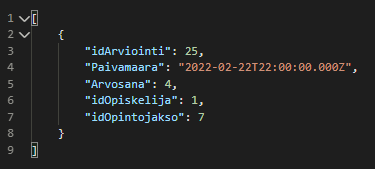 1 [
2 {
3 "idArviointi": 25,
4 "Paivamaara": "2022-02-22T22:00:00.000Z",
5 "Arvosana": 4,
6 "idOpiskelija": 1,
7 "idOpintojakso": 7
8 }
9 ]